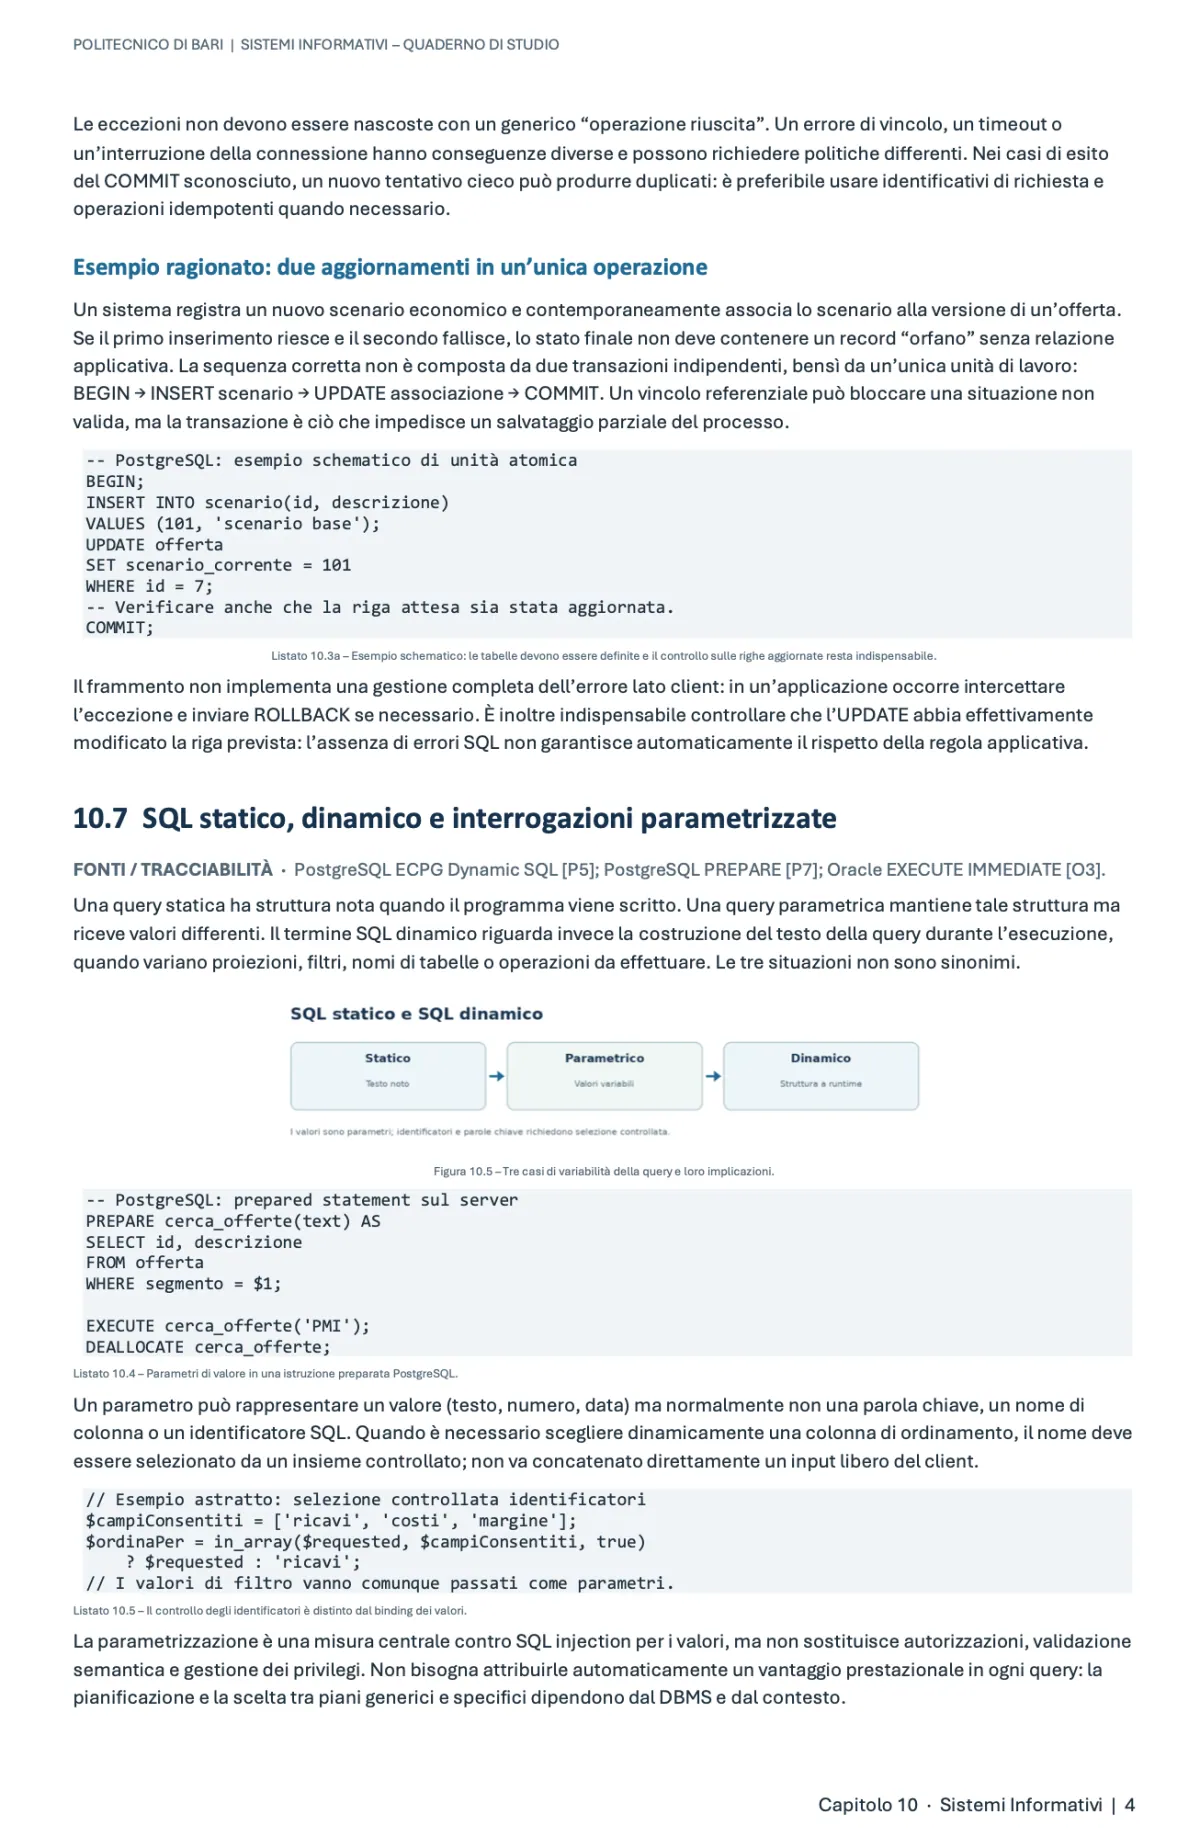 POLITECNICO DI BARI | SISTEMI INFORMATIVI – QUADERNO DI STUDIO
Le eccezioni non devono essere nascoste con un generico “operazione riuscita”. Un errore di vincolo, un timeout o
un’interruzione della connessione hanno conseguenze diverse e possono richiedere politiche differenti. Nei casi di esito
del COMMIT sconosciuto, un nuovo tentativo cieco può produrre duplicati: è preferibile usare identificativi di richiesta e
operazioni idempotenti quando necessario.
Esempio ragionato: due aggiornamenti in un’unica operazione
Un sistema registra un nuovo scenario economico e contemporaneamente associa lo scenario alla versione di un’offerta.
Se il primo inserimento riesce e il secondo fallisce, lo stato finale non deve contenere un record “orfano” senza relazione
applicativa. La sequenza corretta non è composta da due transazioni indipendenti, bensì da un’unica unità di lavoro:
BEGIN → INSERT scenario → UPDATE associazione → COMMIT. Un vincolo referenziale può bloccare una situazione non
valida, ma la transazione è ciò che impedisce un salvataggio parziale del processo.
-- PostgreSQL: esempio schematico di unità atomica
BEGIN;
INSERT INTO scenario(id, descrizione)
VALUES (101, 'scenario base');
UPDATE offerta
SET scenario_corrente = 101
WHERE id = 7;
-- Verificare anche che la riga attesa sia stata aggiornata.
COMMIT;
Listato 10.3a – Esempio schematico: le tabelle devono essere definite e il controllo sulle righe aggiornate resta indispensabile.
Il frammento non implementa una gestione completa dell’errore lato client: in un’applicazione occorre intercettare
l’eccezione e inviare ROLLBACK se necessario. È inoltre indispensabile controllare che l’UPDATE abbia effettivamente
modificato la riga prevista: l’assenza di errori SQL non garantisce automaticamente il rispetto della regola applicativa.
10.7 SQL statico, dinamico e interrogazioni parametrizzate
FONTI / TRACCIABILITÀ · PostgreSQL ECPG Dynamic SQL [P5]; PostgreSQL PREPARE [P7]; Oracle EXECUTE IMMEDIATE [O3].
Una query statica ha struttura nota quando il programma viene scritto. Una query parametrica mantiene tale struttura ma
riceve valori differenti. Il termine SQL dinamico riguarda invece la costruzione del testo della query durante l’esecuzione,
quando variano proiezioni, filtri, nomi di tabelle o operazioni da effettuare. Le tre situazioni non sono sinonimi.
SQL statico e SQL dinamico
Statico
Testo noto
→
Parametrico
Valori variabili
→
Dinamico
Struttura a runtime
I valori sono parametri; identificatori e parole chiave richiedono selezione controllata.
Figura 10.5 – Tre casi di variabilità della query e loro implicazioni.
-- PostgreSQL: prepared statement sul server
PREPARE cerca_offerte(text) AS
SELECT id, descrizione
FROM offerta
WHERE segmento = $1;
EXECUTE cerca_offerte('PMI');
DEALLOCATE cerca_offerte;
Listato 10.4 – Parametri di valore in una istruzione preparata PostgreSQL.
Un parametro può rappresentare un valore (testo, numero, data) ma normalmente non una parola chiave, un nome di
colonna o un identificatore SQL. Quando è necessario scegliere dinamicamente una colonna di ordinamento, il nome deve
essere selezionato da un insieme controllato; non va concatenato direttamente un input libero del client.
// Esempio astratto: selezione controllata identificatori
$campiConsentiti = ['ricavi', 'costi', 'margine'];
$ordinaPer = in_array($requested, $campiConsentiti, true)
? $requested : 'ricavi';
// I valori di filtro vanno comunque passati come parametri.
Listato 10.5 – Il controllo degli identificatori è distinto dal binding dei valori.
La parametrizzazione è una misura centrale contro SQL injection per i valori, ma non sostituisce autorizzazioni, validazione
semantica e gestione dei privilegi. Non bisogna attribuirle automaticamente un vantaggio prestazionale in ogni query: la
pianificazione e la scelta tra piani generici e specifici dipendono dal DBMS e dal contesto.
Capitolo 10 · Sistemi Informativi | 4